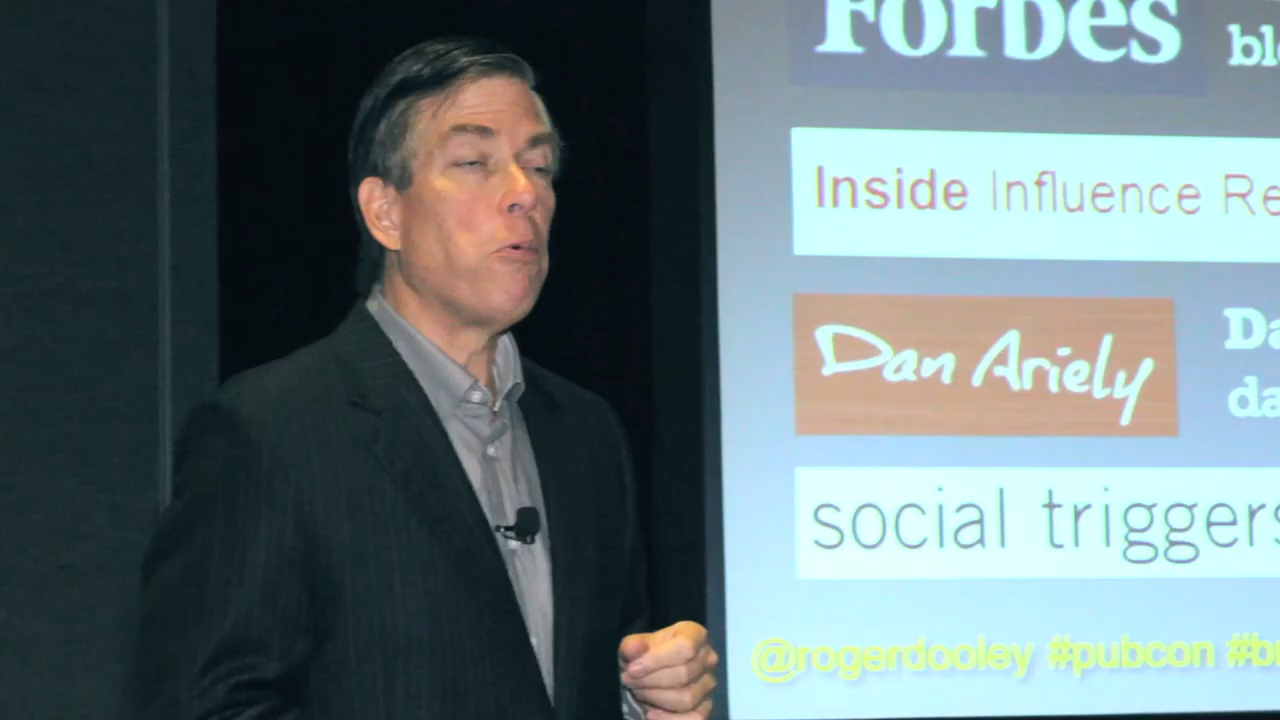 Forbes
Inside Influence Re
Dan Ariely
social triggers
@rogerdooley #pubcon